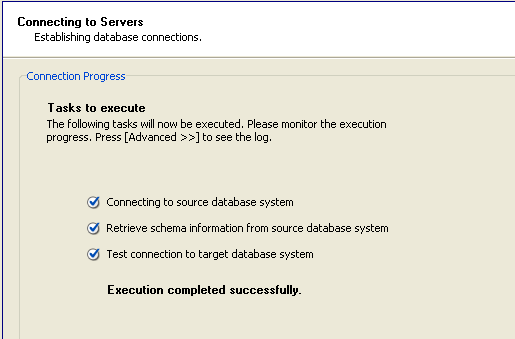 Connecting to Servers
Establishing database connections.
Connection Progress
Tasks to execute
The following tasks will now be executed. Please monitor the execution
progress. Press [Advanced >>] to see the log.
Connecting to source database system
Retrieve schema information from source database system
Test connection to target database system
Execution completed successfully.